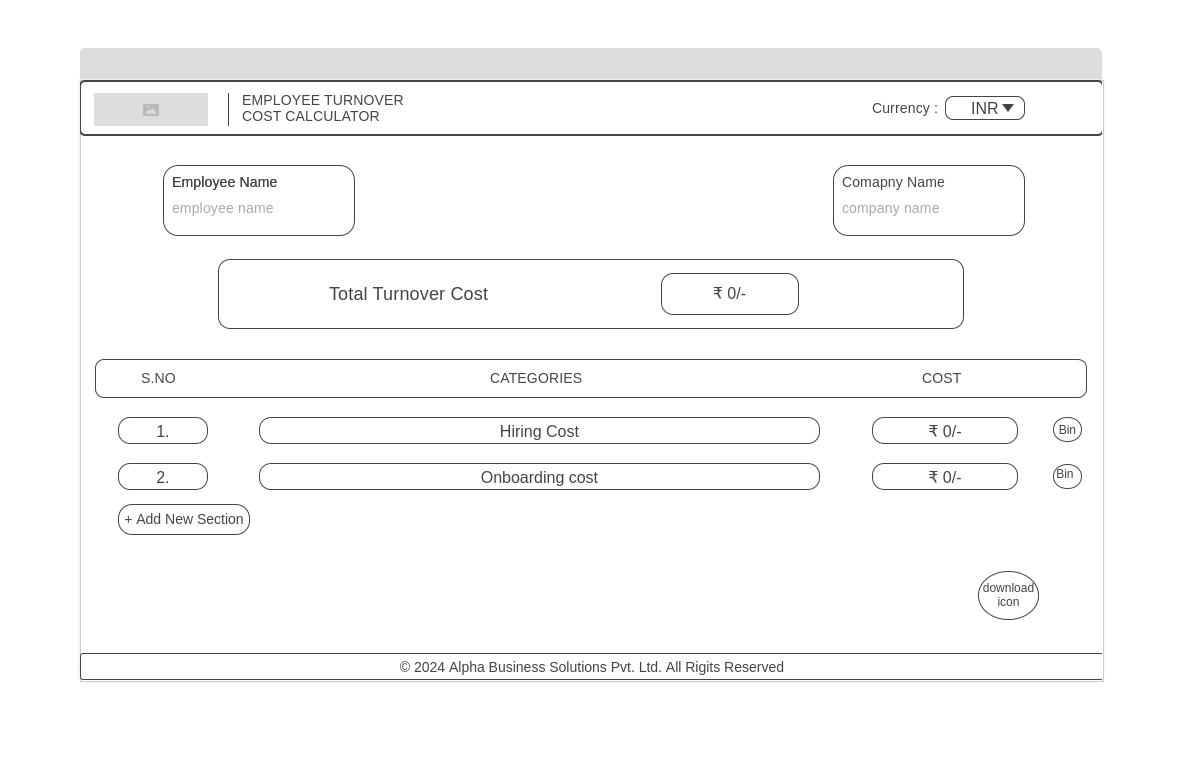 EMPLOYEE TURNOVER
COST CALCULATOR
Currency :
INR
Employee Name
employee name
Comapny Name
company name
Total Turnover Cost
₹ 0/-
S.NO
CATEGORIES
COST
1.
Hiring Cost
₹ 0/-
Bin
2.
Onboarding cost
₹ 0/-
Bin
+ Add New Section
download
icon
© 2024 Alpha Business Solutions Pvt. Ltd. All Rigits Reserved